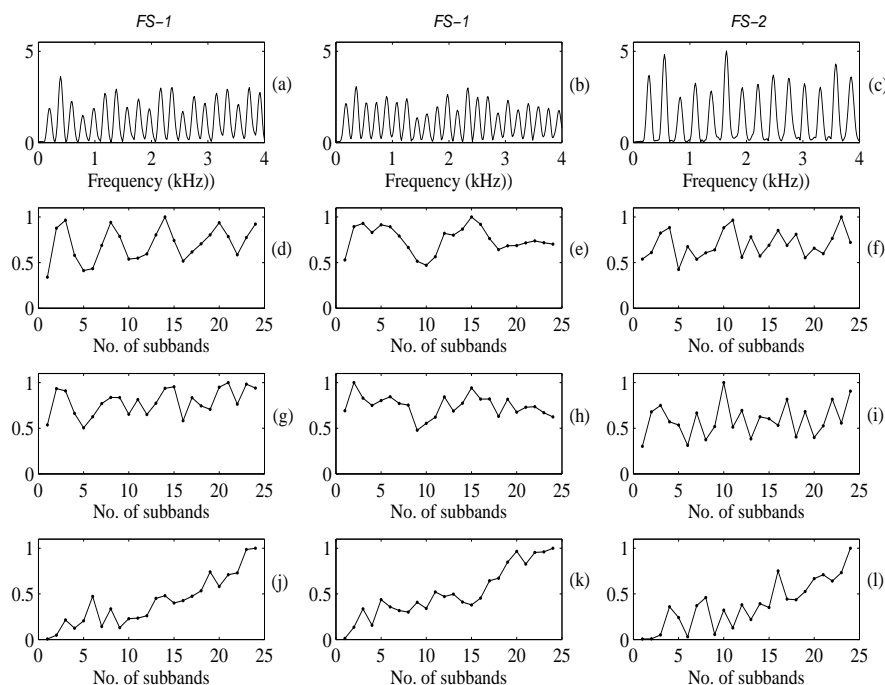 FS-1 FS-1 FS-2
5
0
0 1 2 3 4
Frequency (kHz))
(a)
5
0
0 1 2 3 4
Frequency (kHz))
(b)
5
0
0 1 2 3 4
Frequency (kHz))
(c)
1
0.5
0
0 5 10 15 20 25
No. of subbands
(d)
1
0.5
0
0 5 10 15 20 25
No. of subbands
(e)
1
0.5
0
0 5 10 15 20 25
No. of subbands
(f)
1
0.5
0
0 5 10 15 20 25
No. of subbands
(g)
1
0.5
0
0 5 10 15 20 25
No. of subbands
(h)
1
0.5
0
0 5 10 15 20 25
No. of subbands
(i)
1
0.5
0
0 5 10 15 20 25
No. of subbands
(j)
1
0.5
0
0 5 10 15 20 25
No. of subbands
(k)
1
0.5
0
0 5 10 15 20 25
No. of subbands
(l)